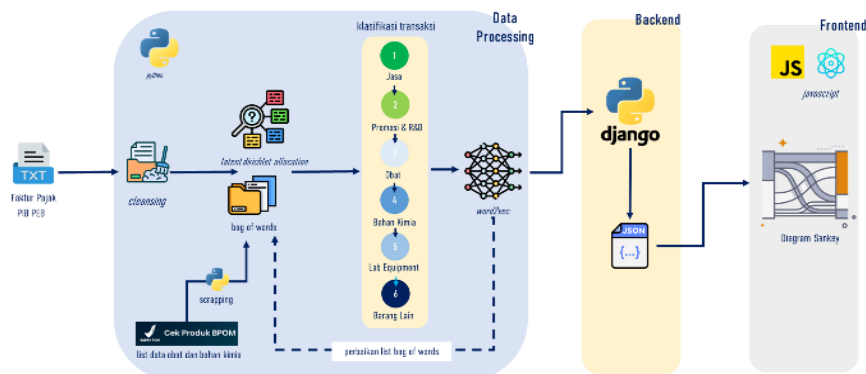 klasifikasi transaksi
Data
Processing
Backend
Frontend
python
1
Jasa
2
Promosi & R&D
3
Obat
4
Bahan Kimia
5
Lab Equipment
6
Barang Lain
TXT
Faktur Pajak
PIB PEB
cleansing
latent dirichlet allocation
bag of words
scrapping
Cek Produk BPOM
list data obat dan bahan kimia
word2vec
perbaikan list bag of words
django
JSON
{...}
JS
javascript
Diagram Sankey